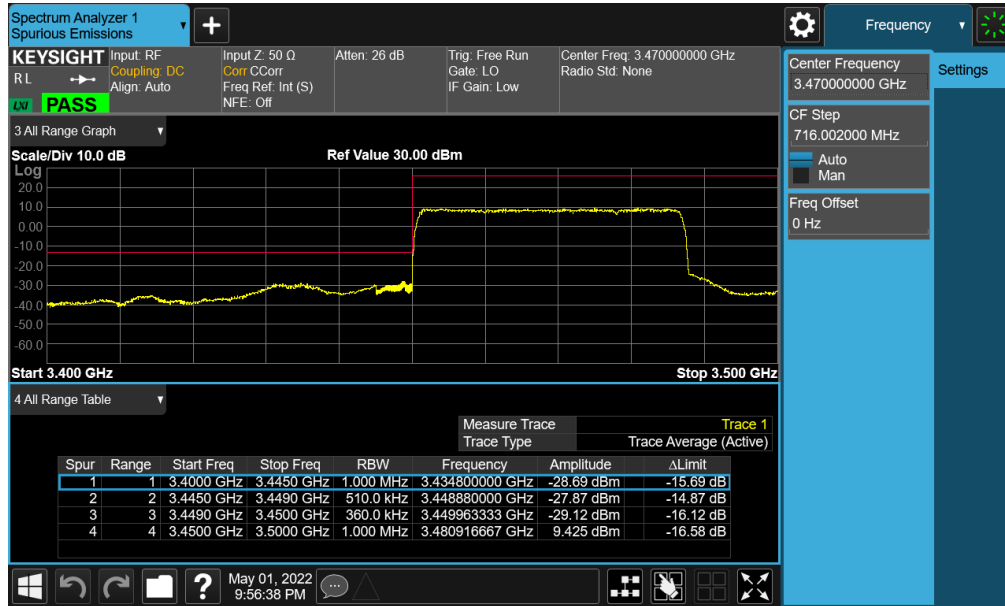 Spectrum Analyzer 1
Spurious Emissions
Frequency
KEYSIGHT
R L
LXI
PASS
Input: RF
Coupling: DC
Align: Auto
Input Z: 50 Ω
Corr CCorr
Freq Ref: Int (S)
NFE: Off
Atten: 26 dB
Trig: Free Run
Gate: LO
IF Gain: Low
Center Freq: 3.470000000 GHz
Radio Std: None
Center Frequency
3.470000000 GHz
Settings
CF Step
716.002000 MHz
Auto
Man
Freq Offset
0 Hz
3 All Range Graph
Scale/Div 10.0 dB
Ref Value 30.00 dBm
Log
20.0
10.0
0.00
-10.0
-20.0
-30.0
-40.0
-50.0
-60.0
Start 3.400 GHz
Stop 3.500 GHz
4 All Range Table
Measure Trace Trace 1
Trace Type Trace Average (Active)
Spur Range Start Freq Stop Freq RBW Frequency Amplitude ΔLimit
1 1 3.4000 GHz 3.4450 GHz 1.000 MHz 3.434800000 GHz -28.69 dBm -15.69 dB
2 2 3.4450 GHz 3.4490 GHz 510.0 kHz 3.448880000 GHz -27.87 dBm -14.87 dB
3 3 3.4490 GHz 3.4500 GHz 360.0 kHz 3.449963333 GHz -29.12 dBm -16.12 dB
4 4 3.4500 GHz 3.5000 GHz 1.000 MHz 3.480916667 GHz 9.425 dBm -16.58 dB
?
May 01, 2022
9:56:38 PM